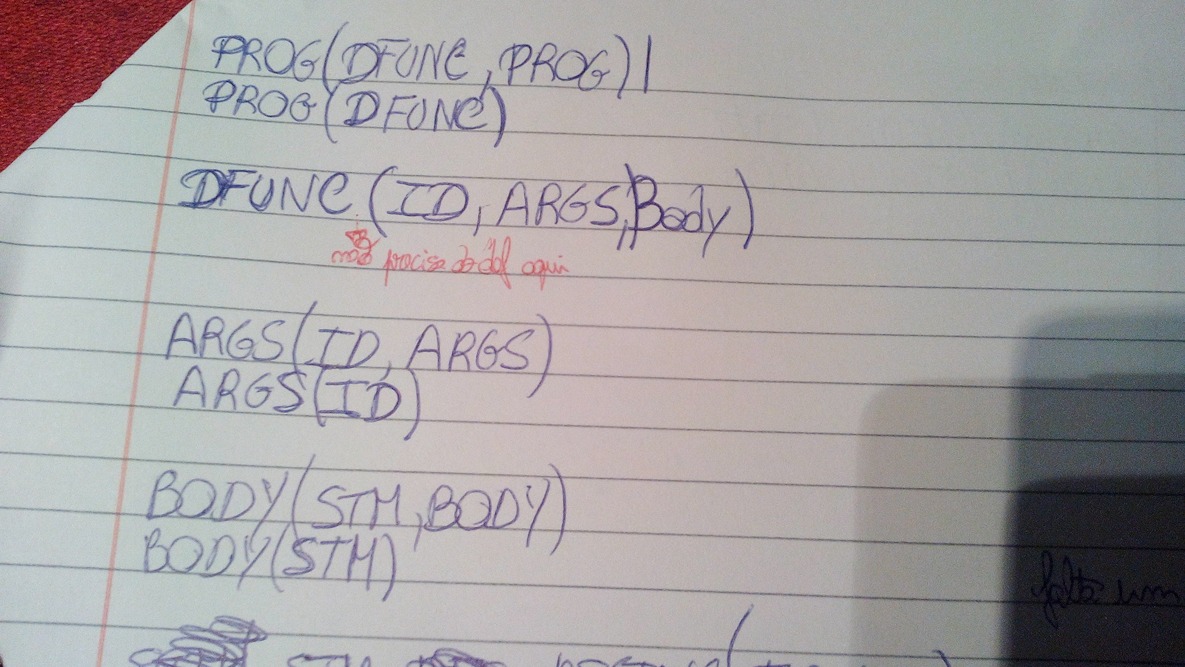 PROG(DFUNC, PROG) |
PROG(DFUNC)
DFUNC(ID, ARGS, Body)
não precisa do def aqui
ARGS(ID, ARGS)
ARGS(ID)
BODY(STM, BODY)
BODY(STM)
falta um